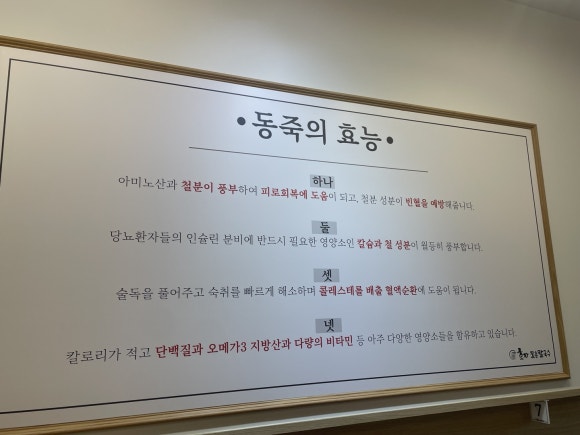 •동죽의 효능•
하나
아미노산과 철분이 풍부하여 피로회복에 도움이 되고, 철분 성분이 빈혈을 예방해줍니다.
둘
당뇨환자들의 인슐린 분비에 반드시 필요한 영양소인 칼슘과 철 성분이 월등히 풍부합니다.
셋
술독을 풀어주고 숙취를 빠르게 해소하며 콜레스테롤 배출 혈액순환에 도움이 됩니다.
넷
칼로리가 적고 단백질과 오메가3 지방산과 다량의 비타민 등 아주 다양한 영양소들을 함유하고 있습니다.
7